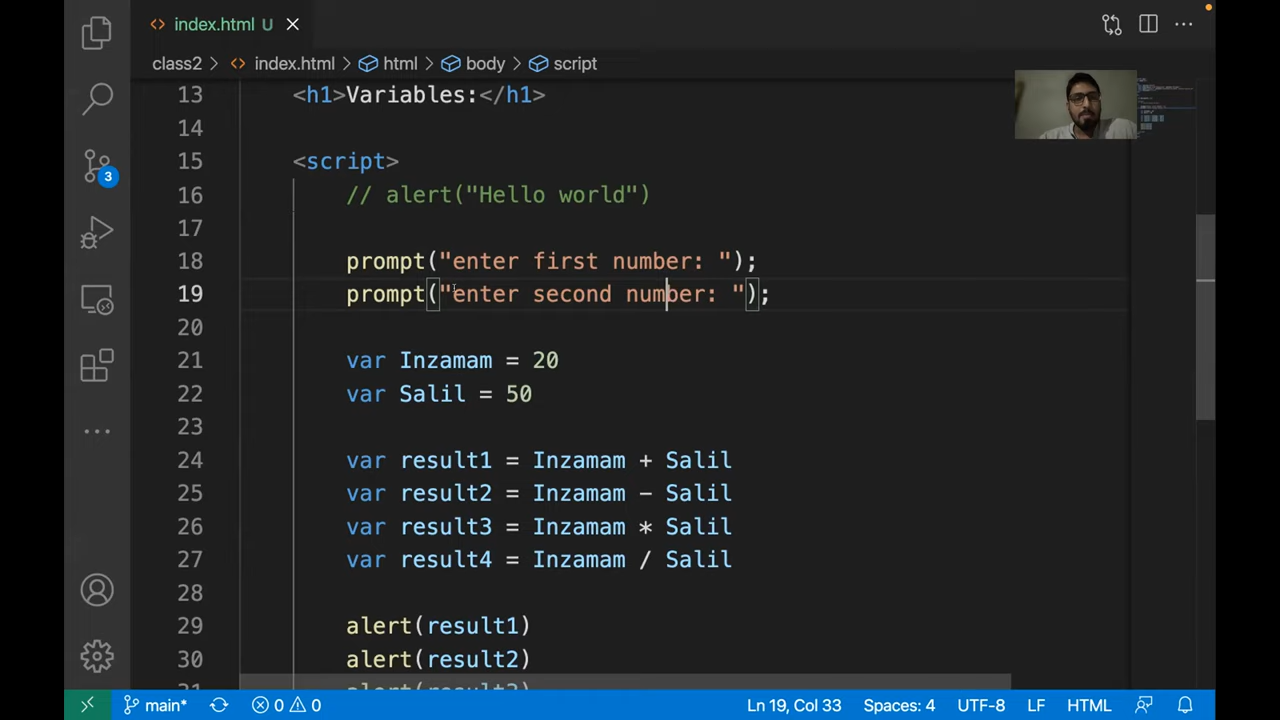 index.html U
class2 > index.html > html > body > script
13 <h1>Variables:</h1>
14
15 <script>
16 // alert("Hello world")
17
18 prompt("enter first number: ");
19 prompt("enter second number: ");
20
21 var Inzamam = 20
22 var Salil = 50
23
24 var result1 = Inzamam + Salil
25 var result2 = Inzamam - Salil
26 var result3 = Inzamam * Salil
27 var result4 = Inzamam / Salil
28
29 alert(result1)
30 alert(result2)
3
main* 0 0 Ln 19, Col 33 Spaces: 4 UTF-8 LF HTML